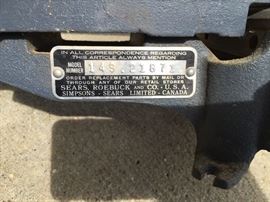 IN ALL CORRESPONDENCE REGARDING
THIS ARTICLE ALWAYS MENTION
MODEL
NUMBER
ORDER REPLACEMENT PARTS BY MAIL OR
THROUGH ANY OF OUR RETAIL STORES
SEARS, ROEBUCK AND CO. - U.S.A.
SIMPSONS - SEARS LIMITED - CANADA